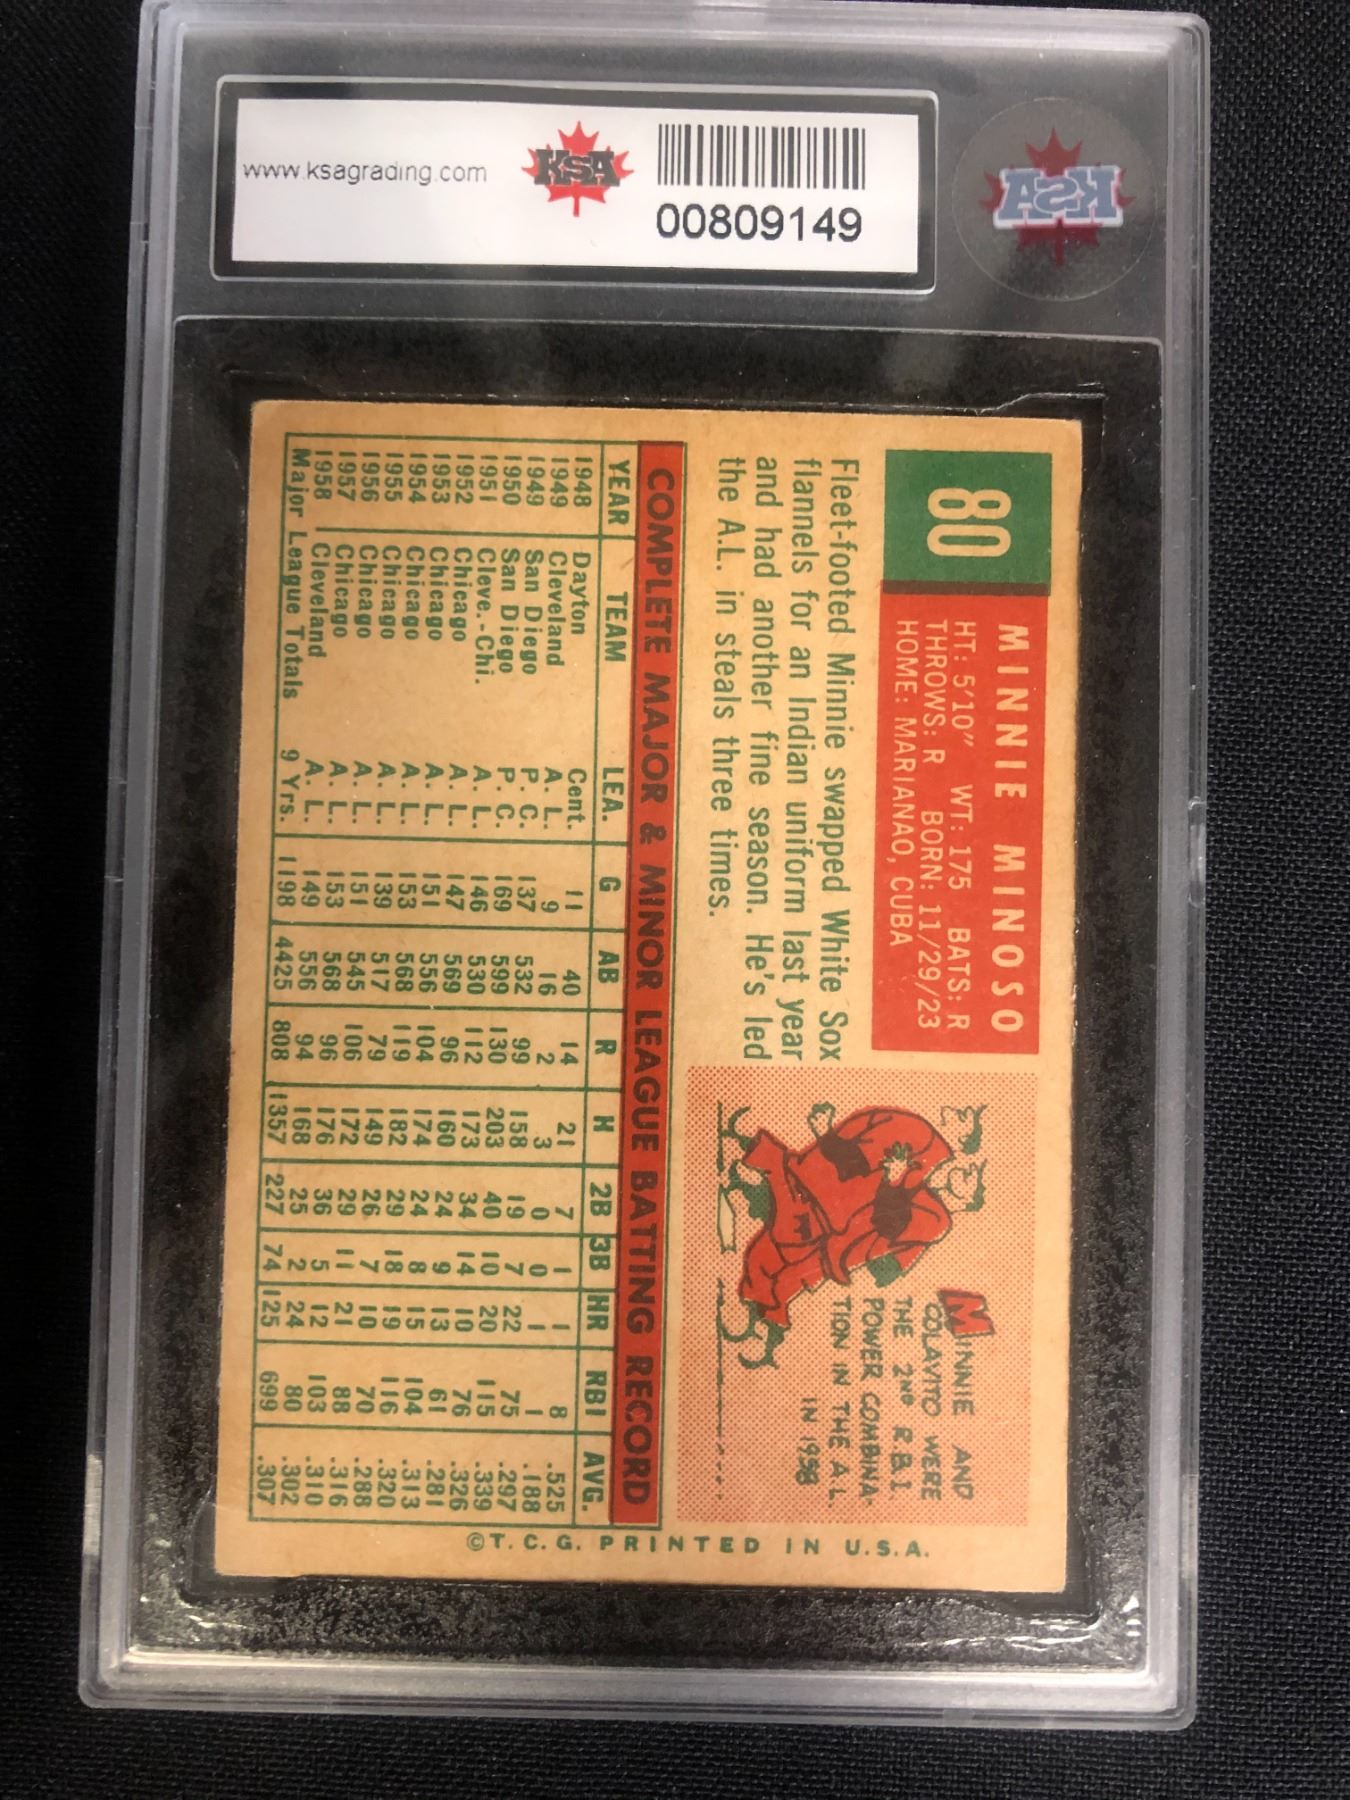 www.ksagrading.com
KSA
00809149
KSA
80
MINNIE MINOSO
HT: 5'10" WT: 175 BATS: R
THROWS: R BORN: 11/29/23
HOME: MARIANAO, CUBA
Fleet-footed Minnie swapped White Sox
flannels for an Indian uniform last year
and had another fine season. He's led
the A.L. in steals three times.
MINNIE AND
COLAVITO WERE
THE 2ND R.B.I.
POWER COMBINA-
TION IN THE A.L.
IN 1958
COMPLETE MAJOR & MINOR LEAGUE BATTING RECORD
YEAR TEAM LEA. G AB R H 2B 3B HR RBI AVG.
1948 Dayton Cent. 11 40 14 21 7 1 1 8 .525
1949 Cleveland A. L. 9 16 2 3 0 0 1 1 .188
1949 San Diego P. C. 137 532 99 158 19 7 22 75 .297
1950 San Diego P. C. 169 599 130 203 40 10 20 115 .339
1951 Cleve.-Chi. A. L. 146 530 112 173 34 14 10 76 .326
1952 Chicago A. L. 147 569 96 160 24 9 13 61 .281
1953 Chicago A. L. 151 556 104 174 24 8 15 104 .313
1954 Chicago A. L. 153 568 119 182 29 18 19 116 .320
1955 Chicago A. L. 139 517 79 149 26 7 10 70 .288
1956 Chicago A. L. 151 545 106 172 29 11 21 88 .316
1957 Chicago A. L. 153 568 96 176 36 5 12 103 .310
1958 Cleveland A. L. 149 556 94 168 25 2 24 80 .302
Major League Totals 9 Yrs. 1198 4425 808 1357 227 74 125 699 .307
©T. C. G. PRINTED IN U.S.A.